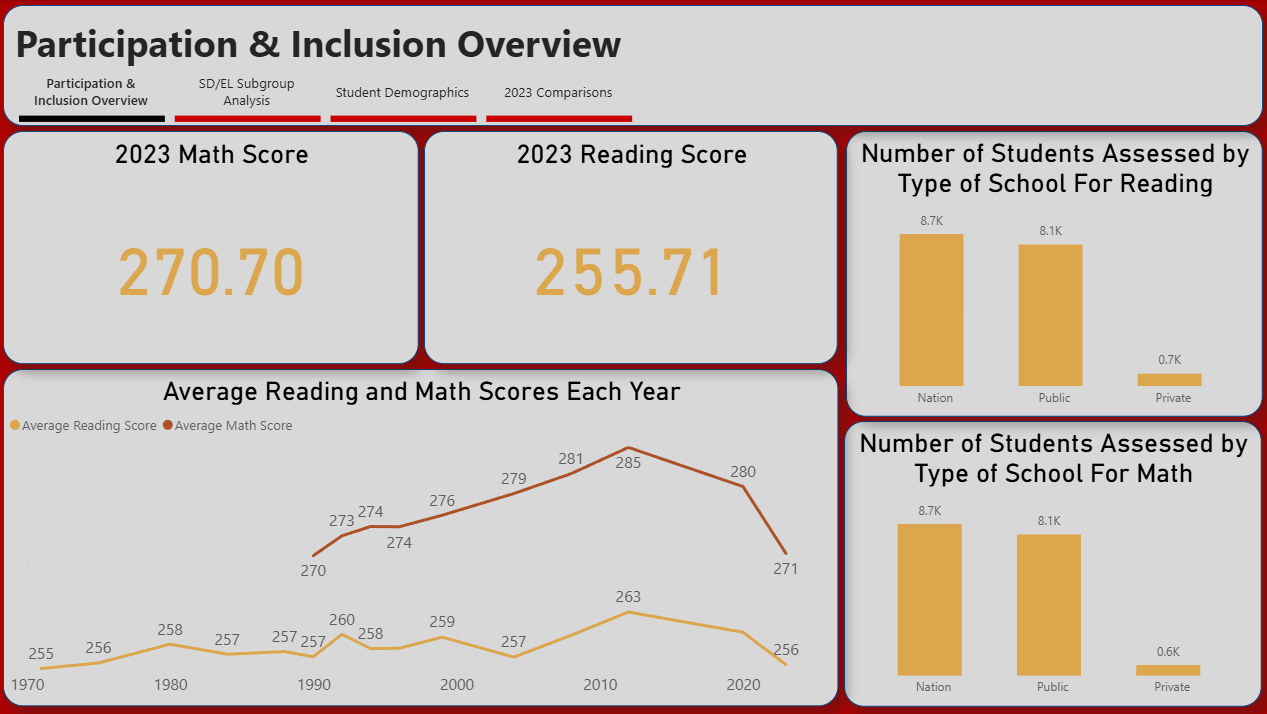 Participation & Inclusion Overview
Participation &
Inclusion Overview
SD/EL Subgroup
Analysis
Student Demographics
2023 Comparisons
2023 Math Score
270.70
2023 Reading Score
255.71
Number of Students Assessed by
Type of School For Reading
8.7K
8.1K
0.7K
Nation
Public
Private
Average Reading and Math Scores Each Year
Average Reading Score
Average Math Score
270
273
274
274
276
279
281
285
280
271
255
256
258
257
257
257
260
258
259
257
263
256
1970
1980
1990
2000
2010
2020
Number of Students Assessed by
Type of School For Math
8.7K
8.1K
0.6K
Nation
Public
Private